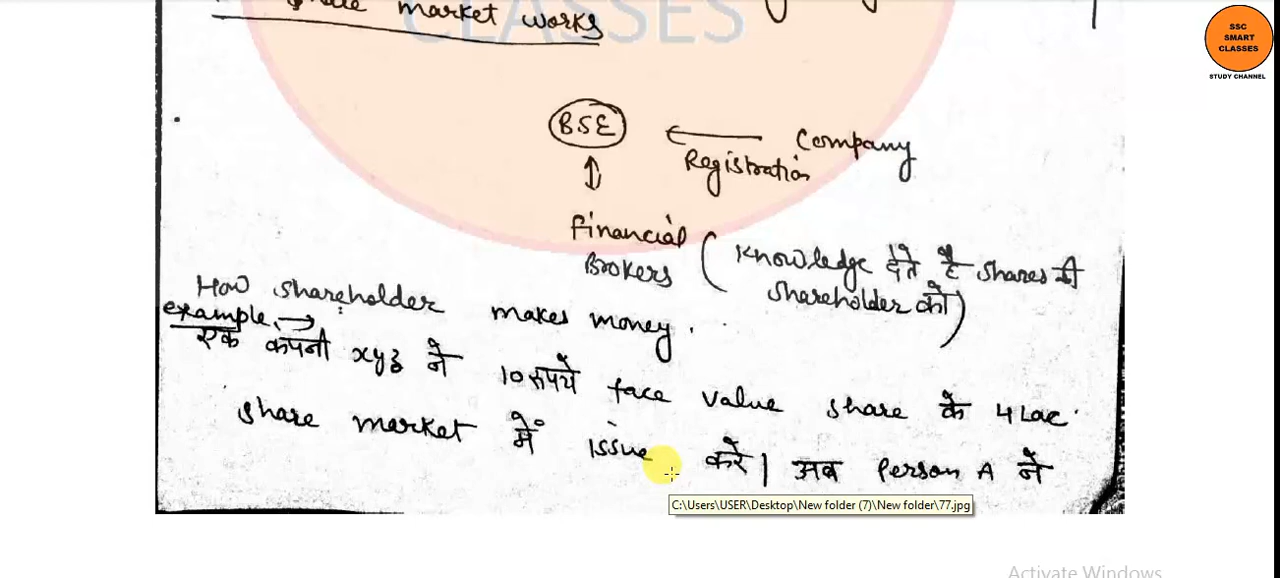 market works
CLASSES
SSC
SMART
CLASSES
STUDY CHANNEL
BSE ← Company
Registration
↕
Financial
Brokers ( Knowledge देते है shares की
shareholder को)
How shareholder makes money.
example →
एक कंपनी xyz ने 10 रूपये face value share के 4 Lac
share market में issue करे। अब Person A ने
C:\Users\USER\Desktop\New folder (7)\New folder\77.jpg
Activate Windows